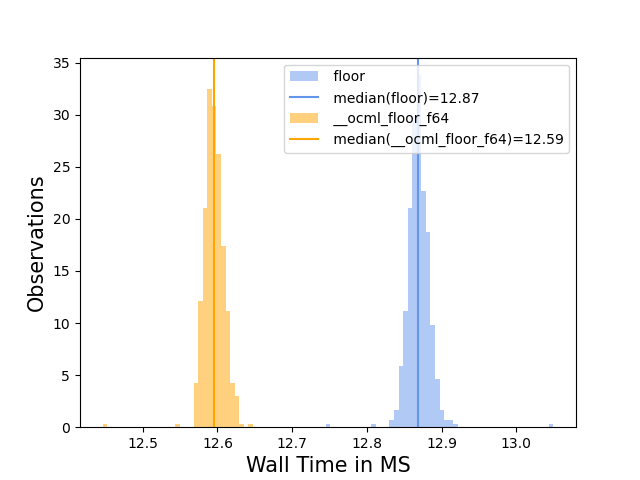 35
30
25
20
15
10
5
0
Observations
floor
median(floor)=12.87
__ocml_floor_f64
median(__ocml_floor_f64)=12.59
12.5 12.6 12.7 12.8 12.9 13.0
Wall Time in MS